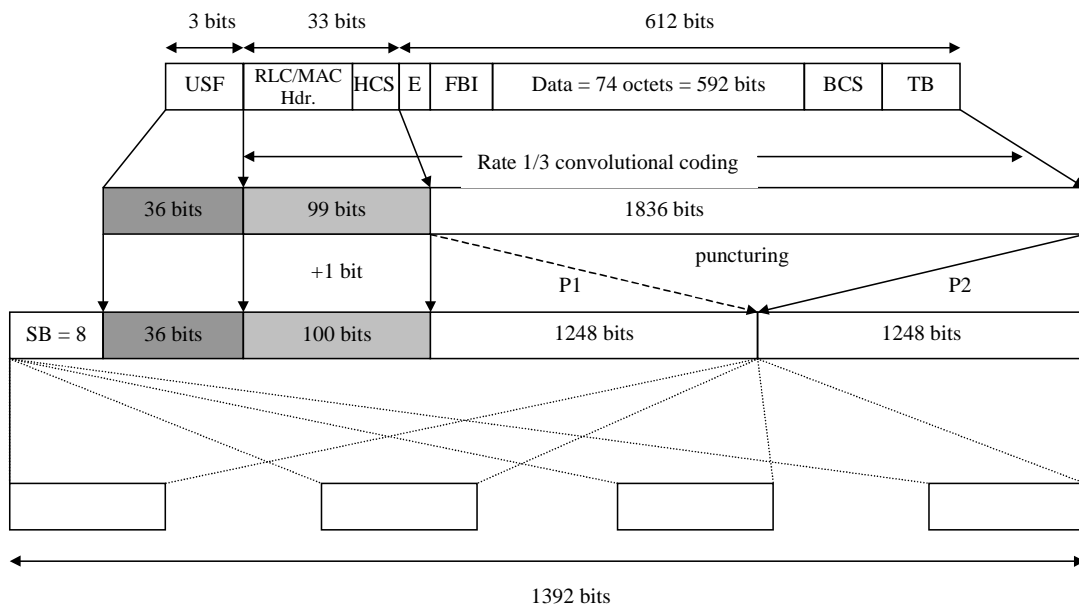 3 bits
33 bits
612 bits
USF
RLC/MAC
Hdr.
HCS
E
FBI
Data = 74 octets = 592 bits
BCS
TB
Rate 1/3 convolutional coding
36 bits
99 bits
1836 bits
+1 bit
puncturing
P1
P2
SB = 8
36 bits
100 bits
1248 bits
1248 bits
1392 bits